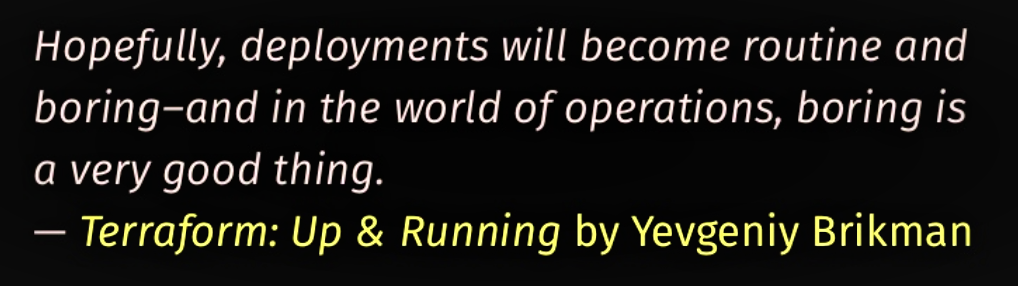 Hopefully, deployments will become routine and
boring–and in the world of operations, boring is
a very good thing.
— Terraform: Up & Running by Yevgeniy Brikman